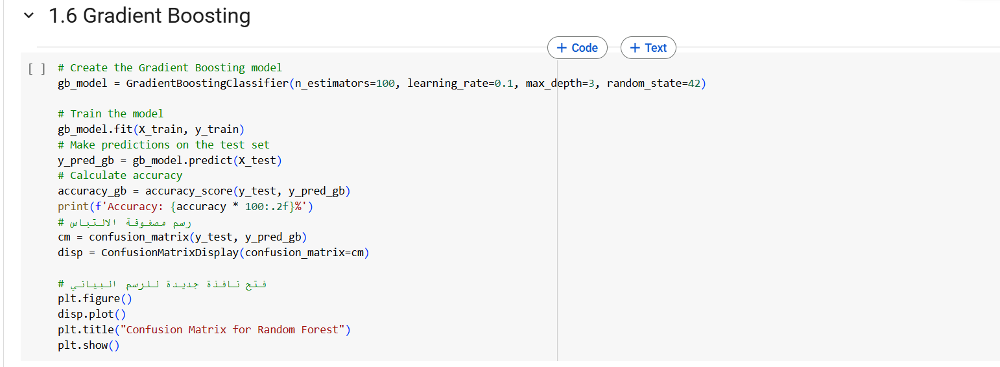 1.6 Gradient Boosting
+ Code + Text
[ ] # Create the Gradient Boosting model
gb_model = GradientBoostingClassifier(n_estimators=100, learning_rate=0.1, max_depth=3, random_state=42)
# Train the model
gb_model.fit(X_train, y_train)
# Make predictions on the test set
y_pred_gb = gb_model.predict(X_test)
# Calculate accuracy
accuracy_gb = accuracy_score(y_test, y_pred_gb)
print(f'Accuracy: {accuracy * 100:.2f}%')
# رسم مصفوفة الالتباس
cm = confusion_matrix(y_test, y_pred_gb)
disp = ConfusionMatrixDisplay(confusion_matrix=cm)
# فتح نافذة جديدة للرسم البياني
plt.figure()
disp.plot()
plt.title("Confusion Matrix for Random Forest")
plt.show()